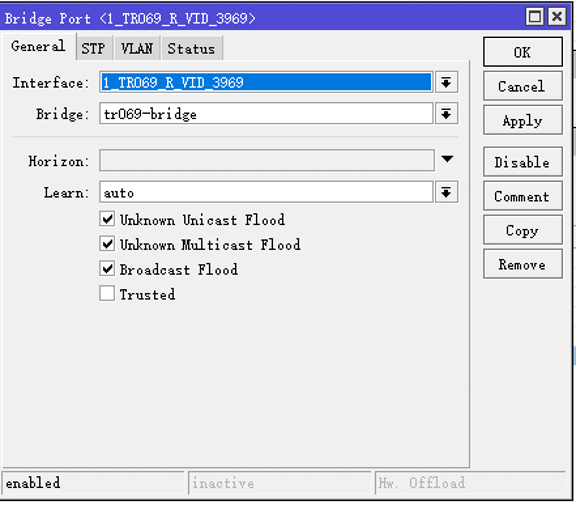 Bridge Port <1_TR069_R_VID_3969>
General STP VLAN Status
OK
Interface: 1_TR069_R_VID_3969
Cancel
Bridge: tr069-bridge
Apply
Horizon:
Disable
Learn: auto
Comment
Unknown Unicast Flood
Copy
Unknown Multicast Flood
Broadcast Flood
Remove
Trusted
enabled inactive Hw. Offload